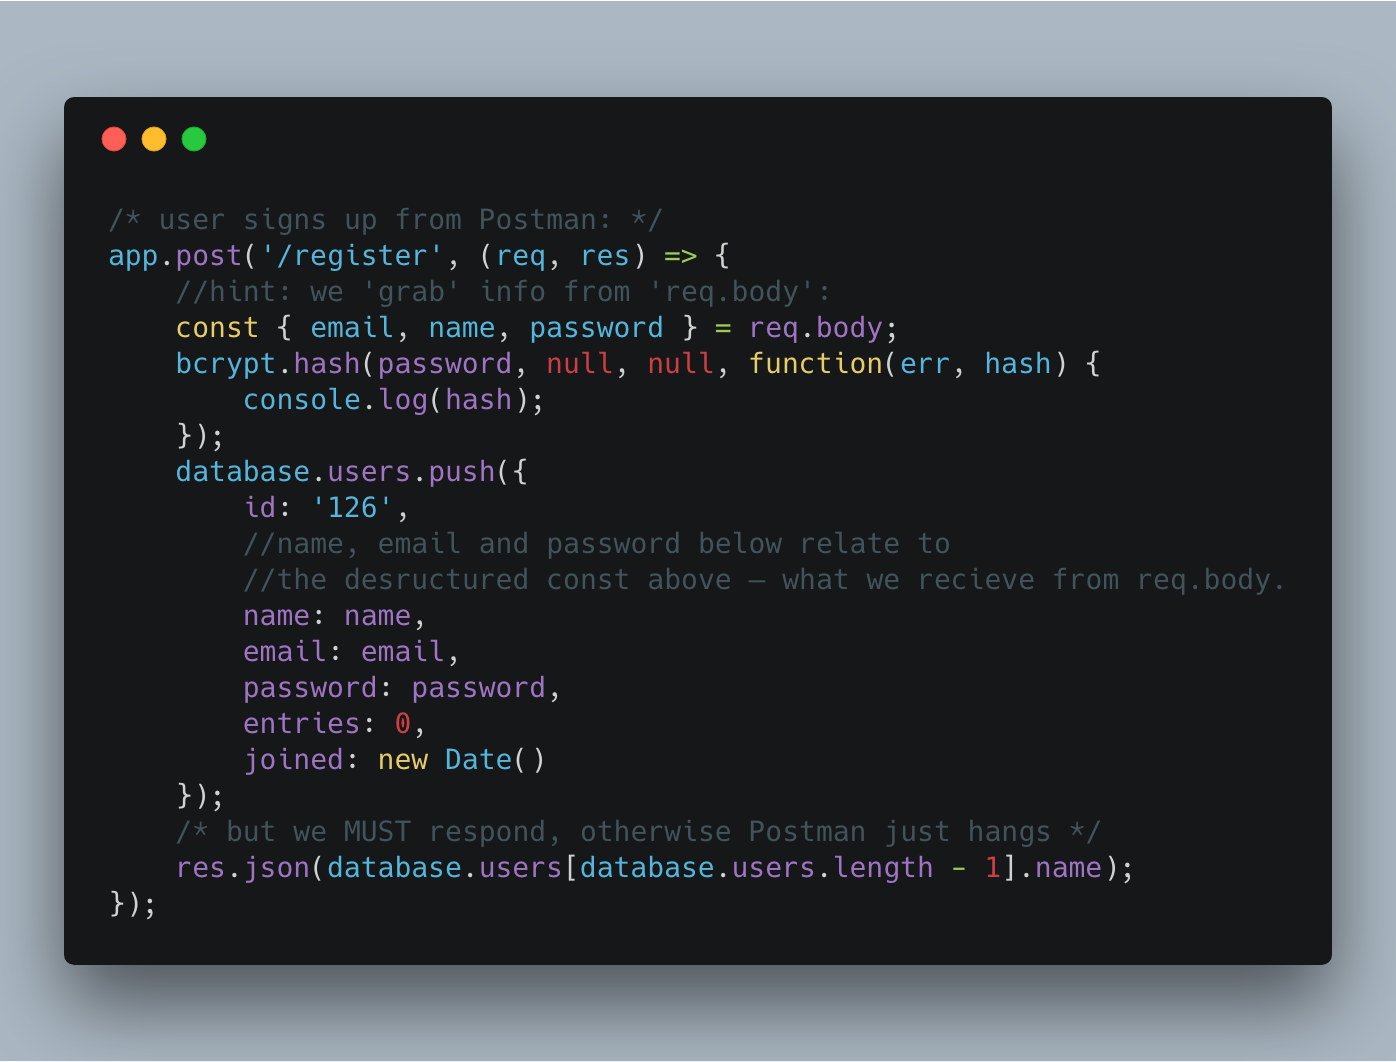 /* user signs up from Postman: */
app.post('/register', (req, res) => {
    //hint: we 'grab' info from 'req.body':
    const { email, name, password } = req.body;
    bcrypt.hash(password, null, null, function(err, hash) {
        console.log(hash);
    });
    database.users.push({
        id: '126',
        //name, email and password below relate to
        //the desructured const above — what we recieve from req.body.
        name: name,
        email: email,
        password: password,
        entries: 0,
        joined: new Date()
    });
    /* but we MUST respond, otherwise Postman just hangs */
    res.json(database.users[database.users.length - 1].name);
});